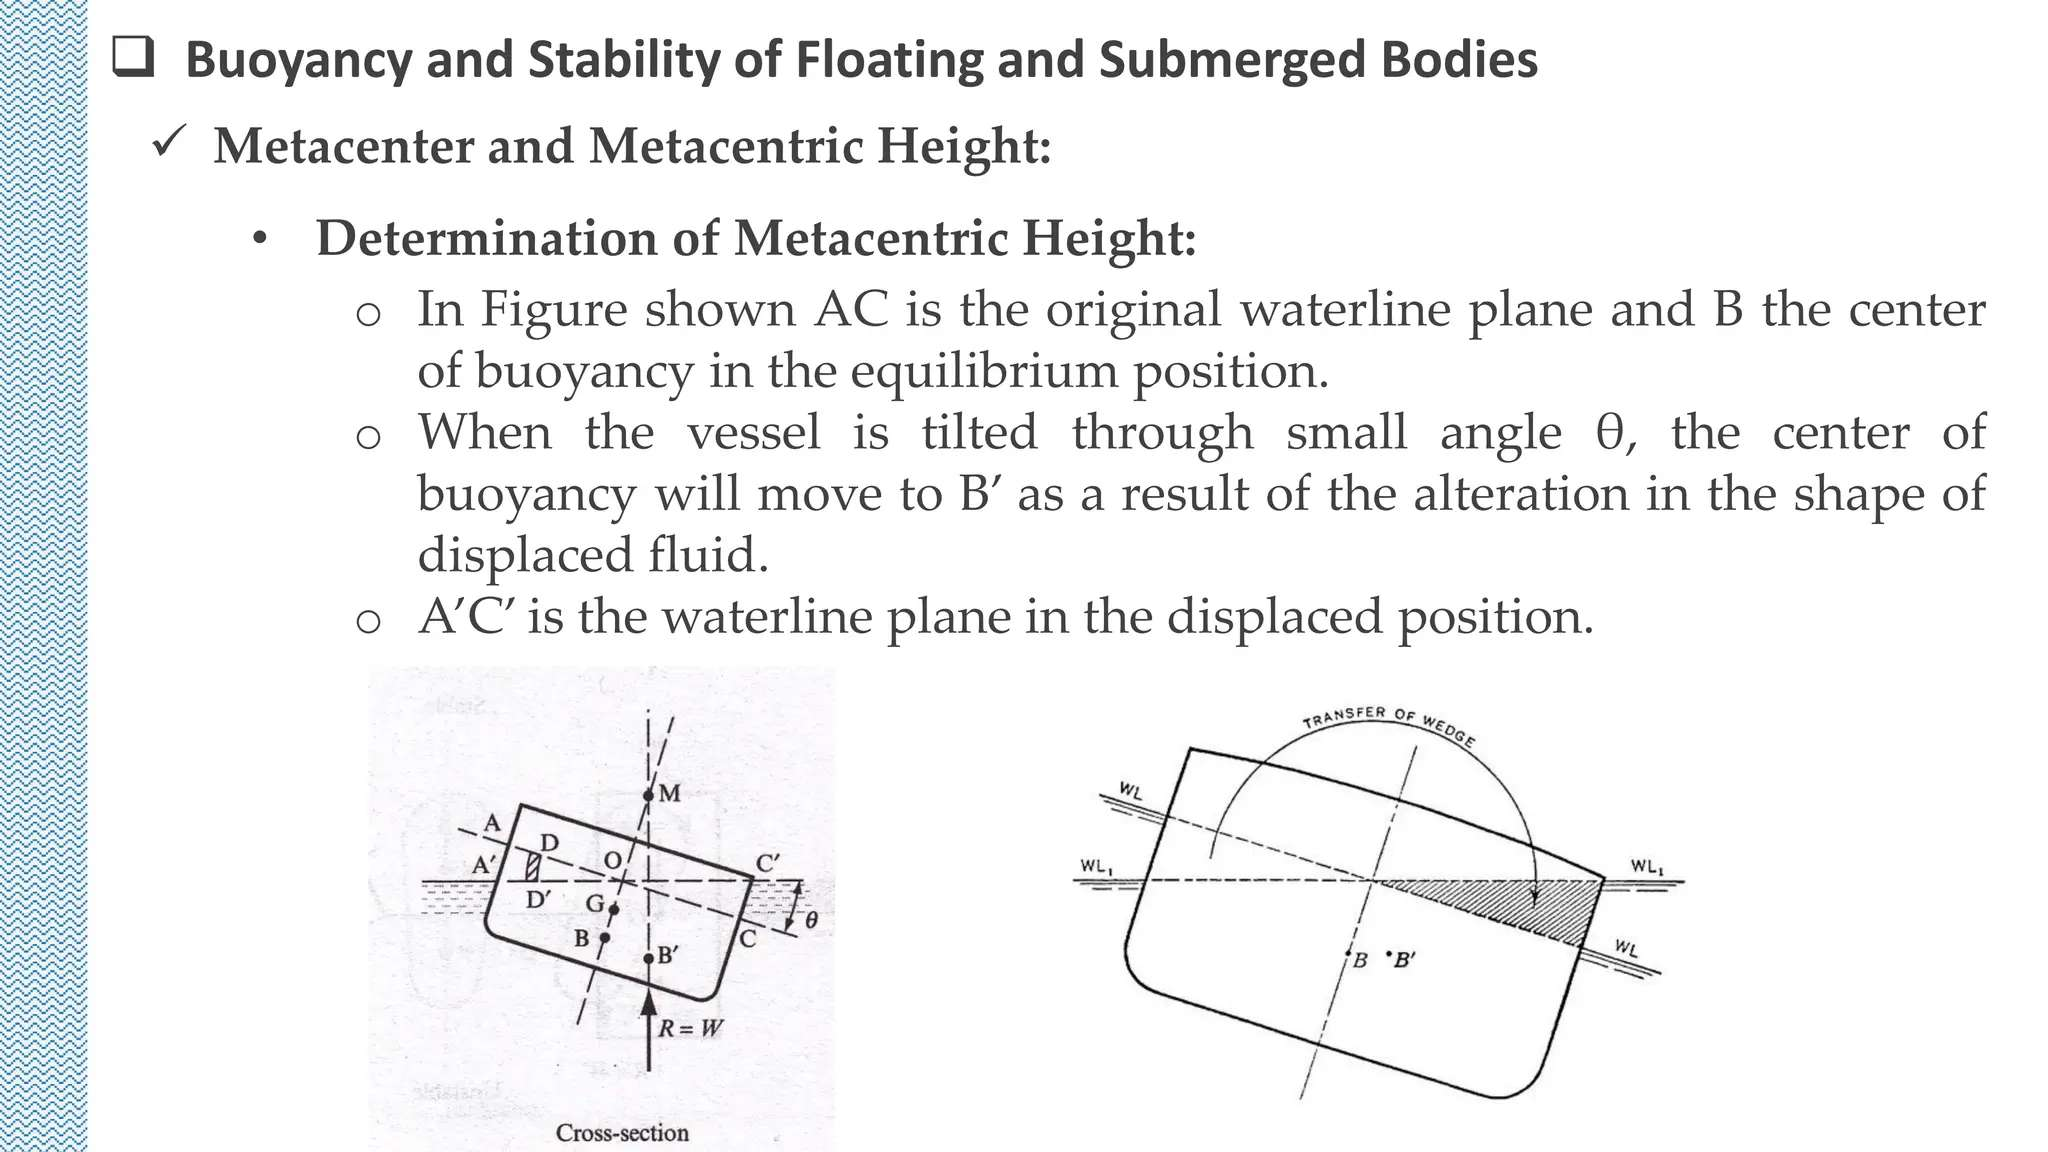 ❑ Buoyancy and Stability of Floating and Submerged Bodies
✓ Metacenter and Metacentric Height:
• Determination of Metacentric Height:
o In Figure shown AC is the original waterline plane and B the center
of buoyancy in the equilibrium position.
o When the vessel is tilted through small angle θ, the center of
buoyancy will move to B’ as a result of the alteration in the shape of
displaced fluid.
o A’C’ is the waterline plane in the displaced position.
M
A
D
A′
O
C′
D′
G
θ
B
C
B′
R = W
Cross-section
TRANSFER OF WEDGE
WL
WL₁
WL₁
WL
B
B′